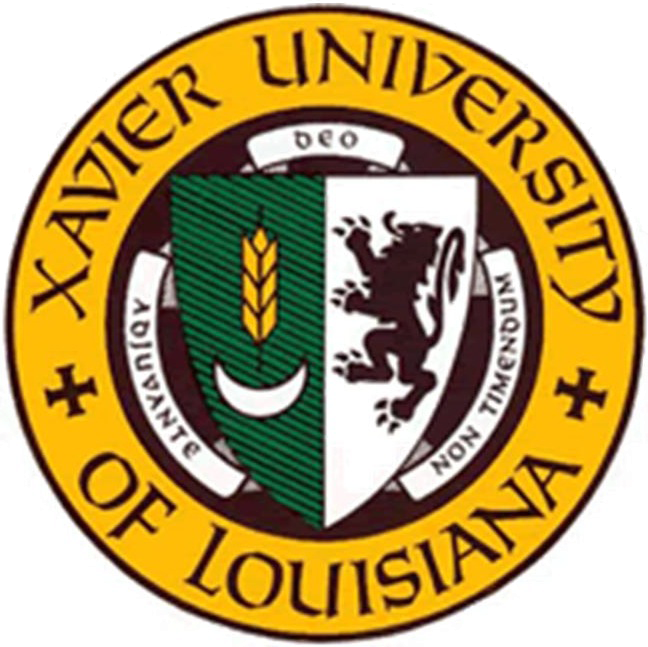 XAVIER UNIVERSITY
OF LOUISIANA
DEO
ADJUVANTE
NON TIMENDUM